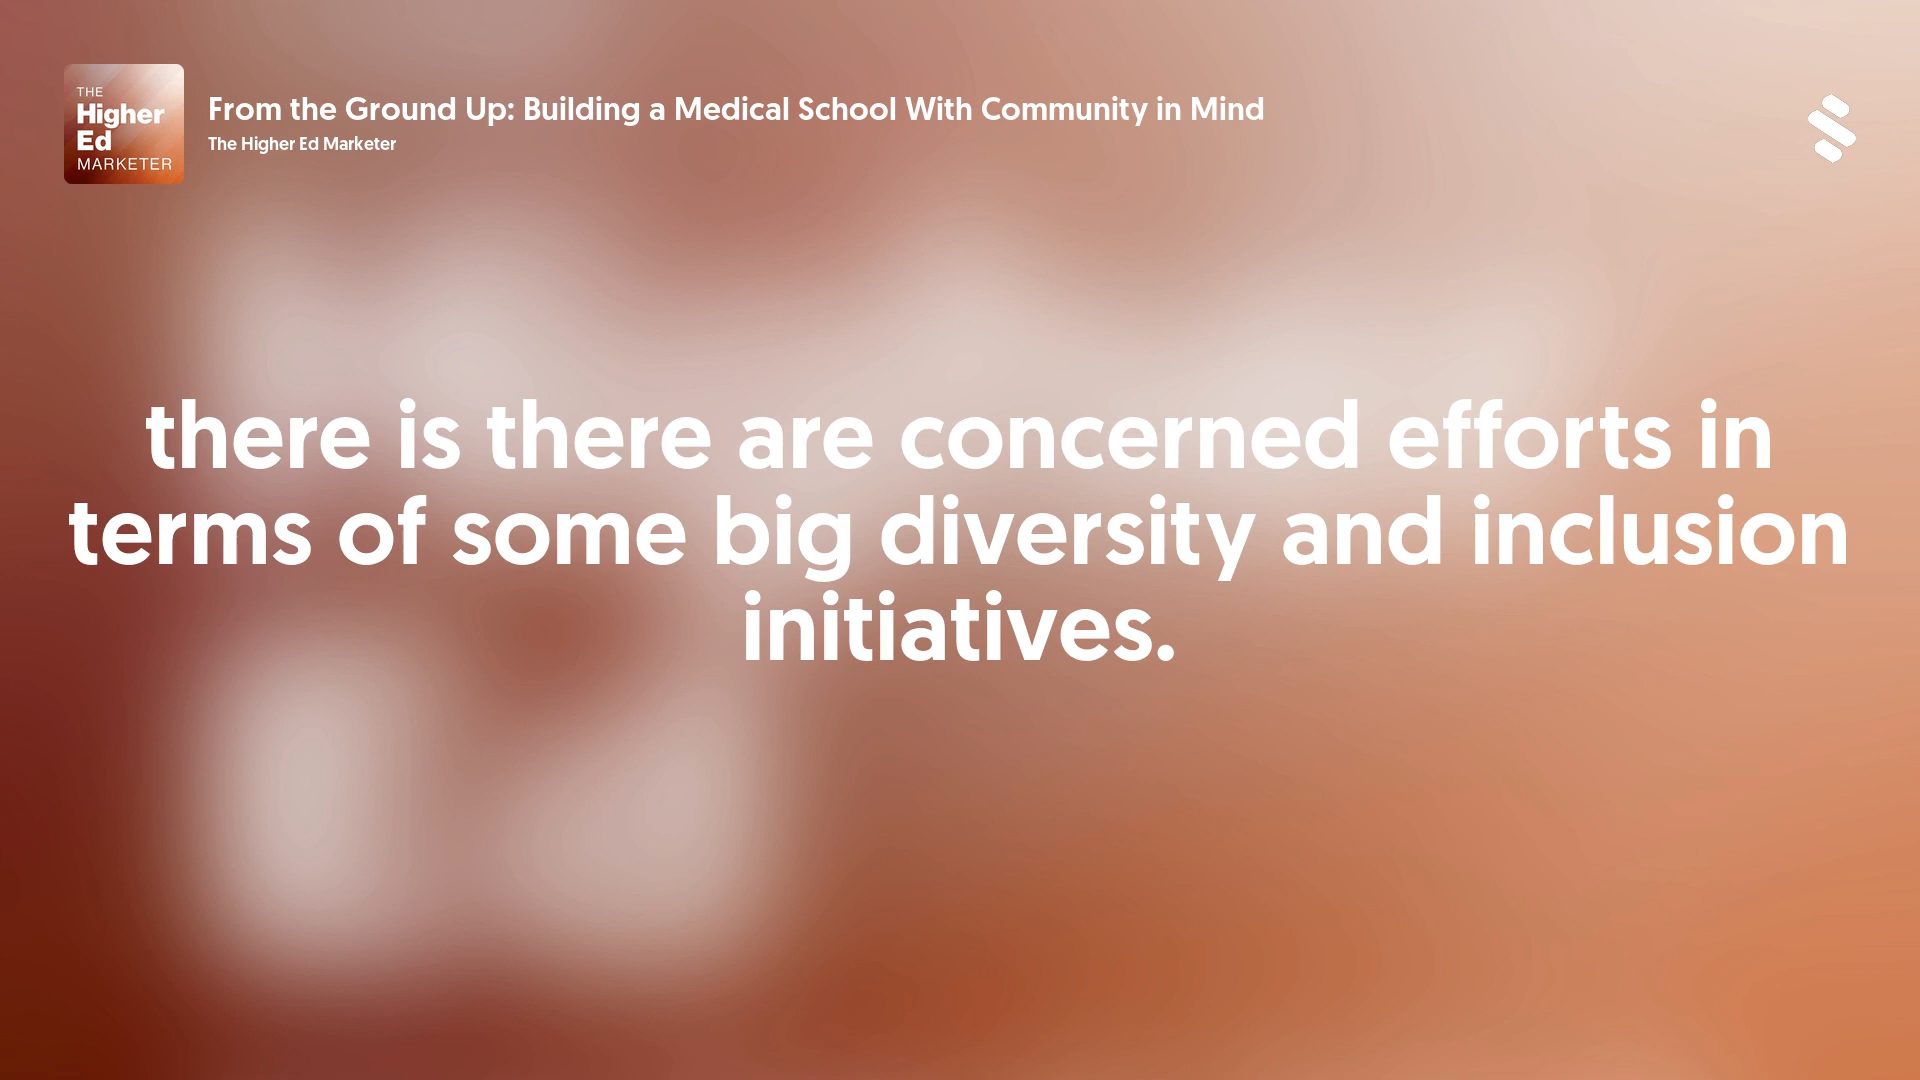 THE
Higher
Ed
MARKETER
From the Ground Up: Building a Medical School With Community in Mind
The Higher Ed Marketer
there is there are concerned efforts in
terms of some big diversity and inclusion
initiatives.